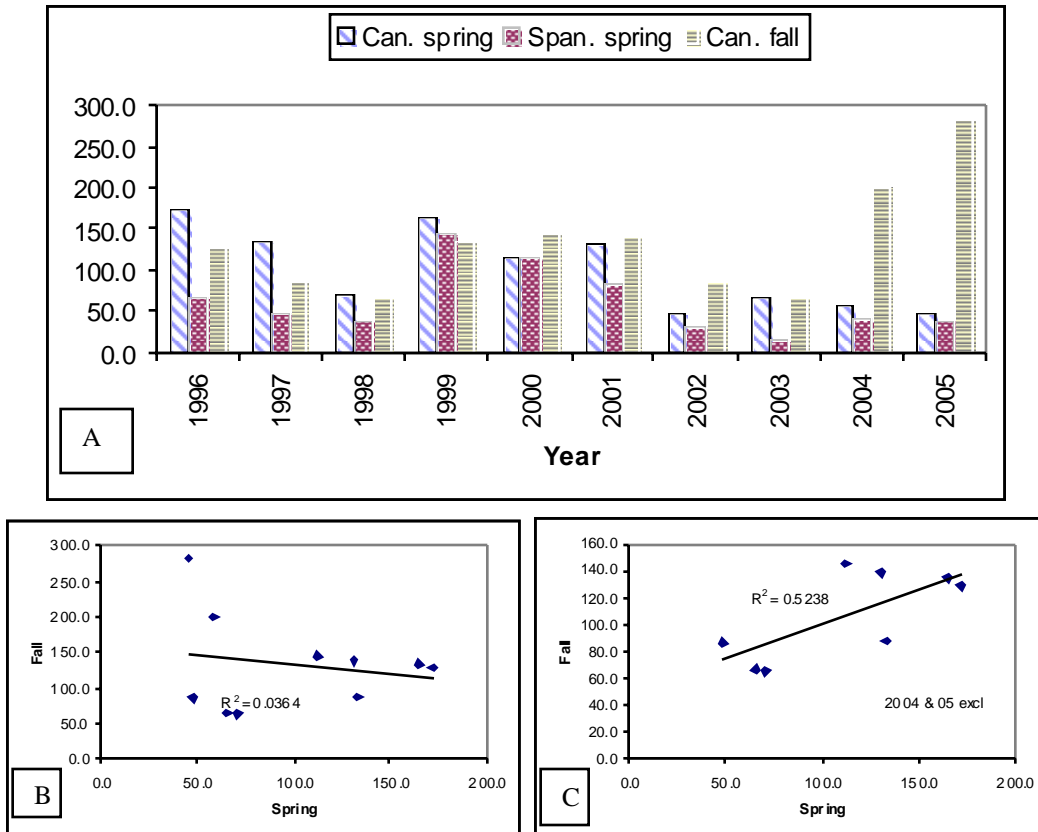 Can. spring Span. spring Can. fall
300.0
250.0
200.0
150.0
100.0
50.0
0.0
1996 1997 1998 1999 2000 2001 2002 2003 2004 2005
Year
A
300.0
250.0
200.0
150.0
100.0
50.0
0.0
Fall
R² = 0.0364
0.0 50.0 100.0 150.0 200.0
Spring
B
160.0
140.0
120.0
100.0
80.0
60.0
40.0
20.0
0.0
Fall
R² = 0.5238
2004 & 05 excl
0.0 50.0 100.0 150.0 200.0
Spring
C